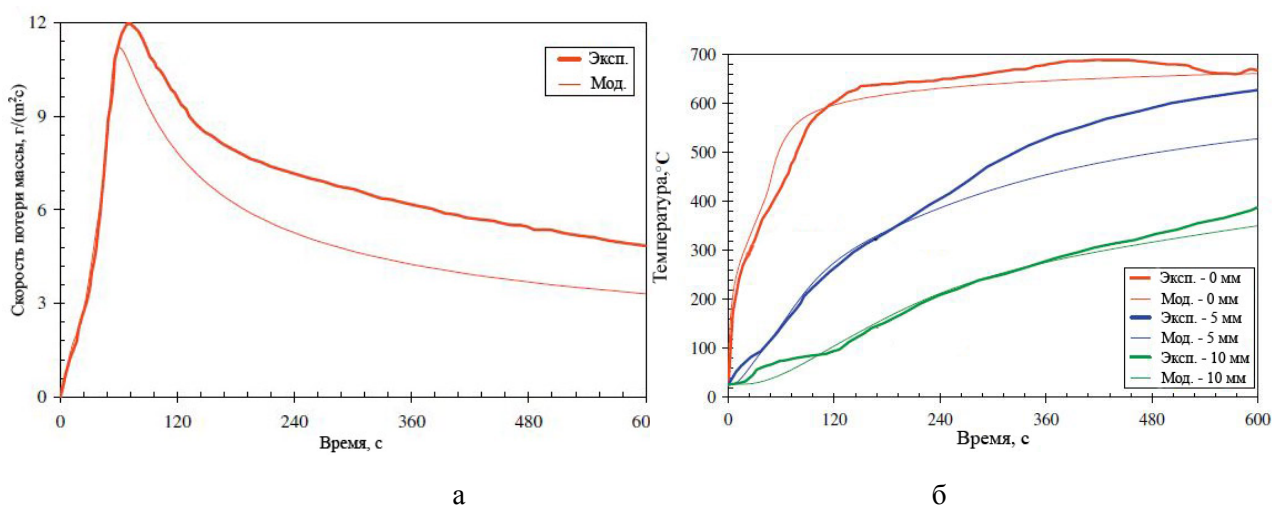 12
9
6
3
0
Скорость потери массы, г/(m²c)
Эксп.
Мод.
0
120
240
360
480
600
Время, с
а
700
600
500
400
300
200
100
0
Температура,°С
Эксп. - 0 мм
Мод. - 0 мм
Эксп. - 5 мм
Мод. - 5 мм
Эксп. - 10 мм
Мод. - 10 мм
0
120
240
360
480
600
Время, с
б